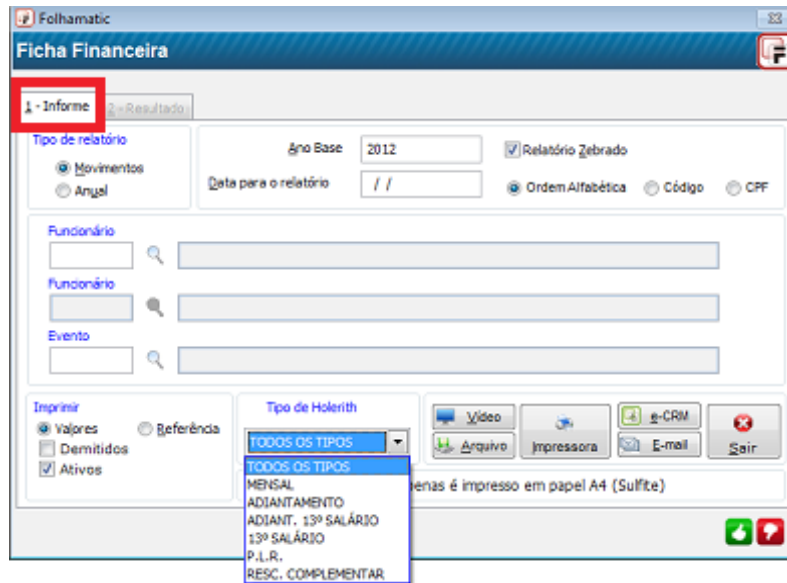 Folhamatic
Ficha Financeira
1 - Informe
2 - Resultado
Tipo de relatório
Movimentos
Anual
Ano Base 2012
Relatório Zebrado
Data para o relatório / /
Ordem Alfabética Código CPF
Funcionário
Funcionário
Evento
Imprimir
Valores Referência
Demitidos
Ativos
Tipo de Holerith
TODOS OS TIPOS
TODOS OS TIPOS
MENSAL
ADIANTAMENTO
ADIANT. 13º SALÁRIO
13º SALÁRIO
P.L.R.
RESC. COMPLEMENTAR
Vídeo
Arquivo
Impressora
e-CRM
E-mail
Sair
é impresso em papel A4 (Sulfite)